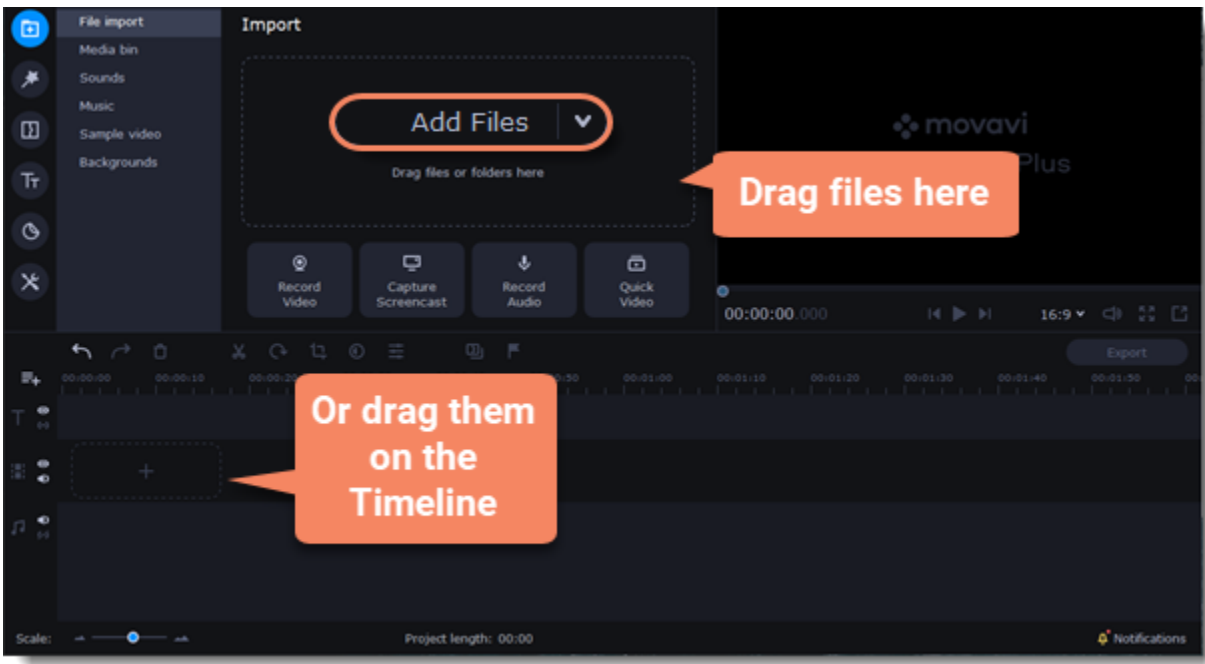 File import
Media bin
Sounds
Music
Sample video
Backgrounds
Import
Add Files
Drag files or folders here
Record
Video
Capture
Screencast
Record
Audio
Quick
Video
movavi
Plus
Drag files here
00:00:00.000
16:9
Export
00:00:00 00:00:10 00:00:20 00:01:00 00:01:10 00:01:20 00:01:30 00:01:40 00:01:50
Or drag them
on the
Timeline
Scale:
Project length: 00:00
Notifications